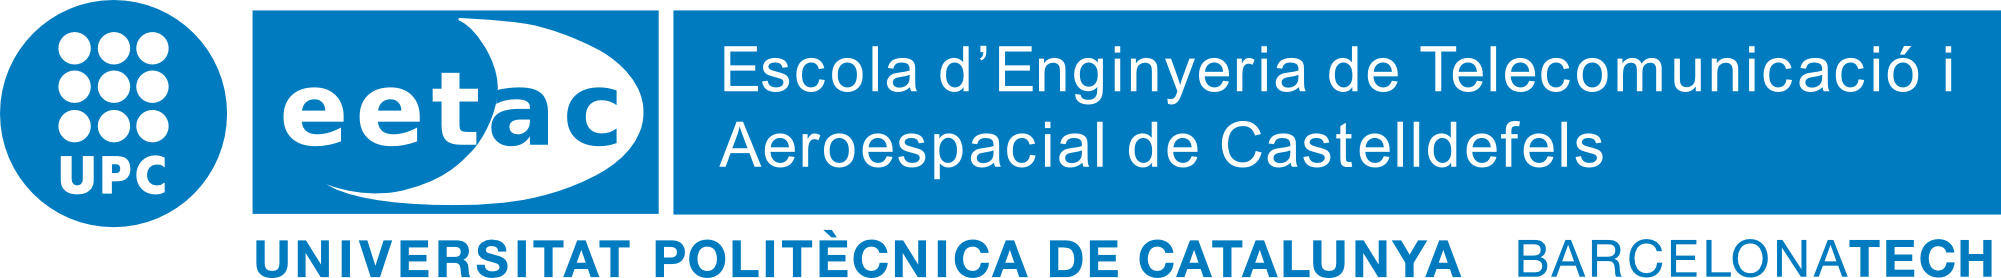 UPC
eetac
Escola d’Enginyeria de Telecomunicació i
Aeroespacial de Castelldefels
UNIVERSITAT POLITÈCNICA DE CATALUNYA BARCELONATECH